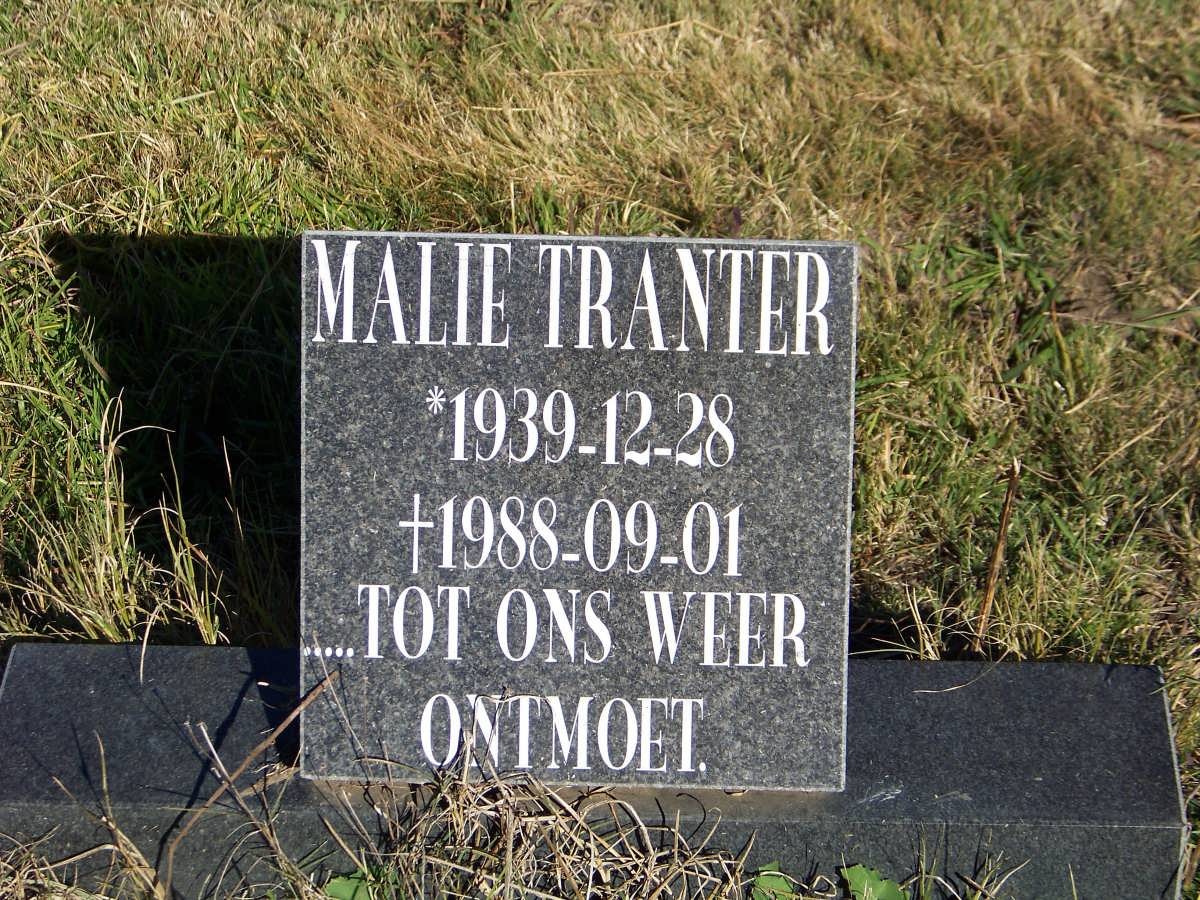 MALIE TRANTER
*1939-12-28
†1988-09-01
.....TOT ONS WEER
ONTMOET.